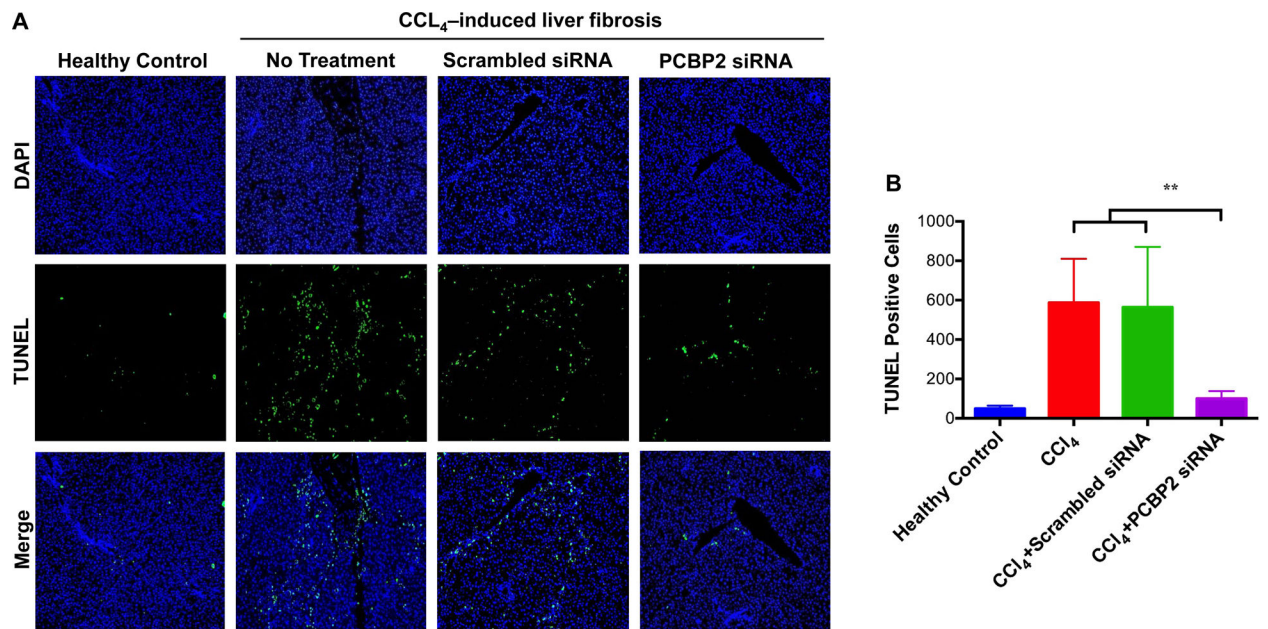 A
CCL₄–induced liver fibrosis
Healthy Control
No Treatment
Scrambled siRNA
PCBP2 siRNA
DAPI
TUNEL
Merge
B
**
TUNEL Positive Cells
1000
800
600
400
200
0
Healthy Control
CCl₄
CCl₄+Scrambled siRNA
CCl₄+PCBP2 siRNA